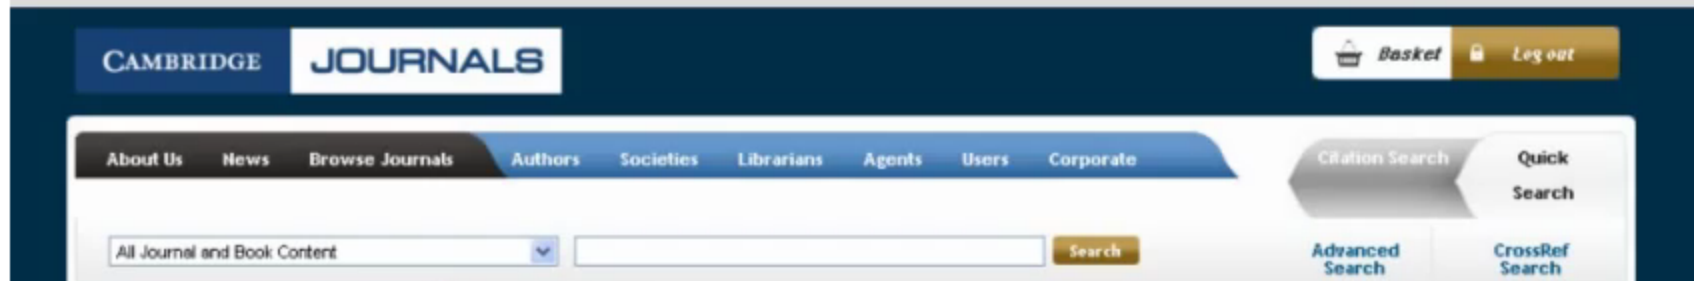 CAMBRIDGE JOURNALS Basket Log out
About Us News Browse Journals Authors Societies Librarians Agents Users Corporate Citation Search Quick
Search
All Journal and Book Content Search Advanced CrossRef
Search Search